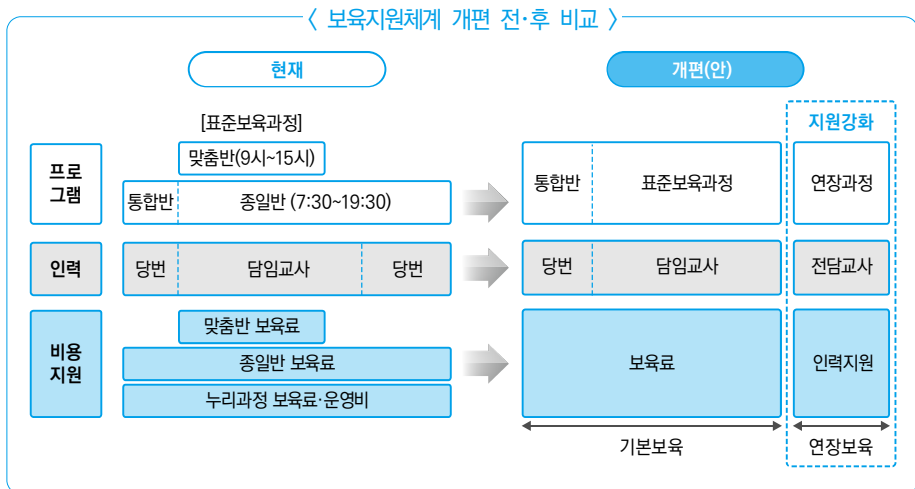 〈 보육지원체계 개편 전·후 비교 〉
현재
개편(안)
[표준보육과정]
지원강화
프로
그램
맞춤반(9시~15시)
통합반
종일반 (7:30~19:30)
통합반
표준보육과정
연장과정
인력
당번
담임교사
당번
당번
담임교사
전담교사
비용
지원
맞춤반 보육료
종일반 보육료
누리과정 보육료·운영비
보육료
인력지원
기본보육
연장보육